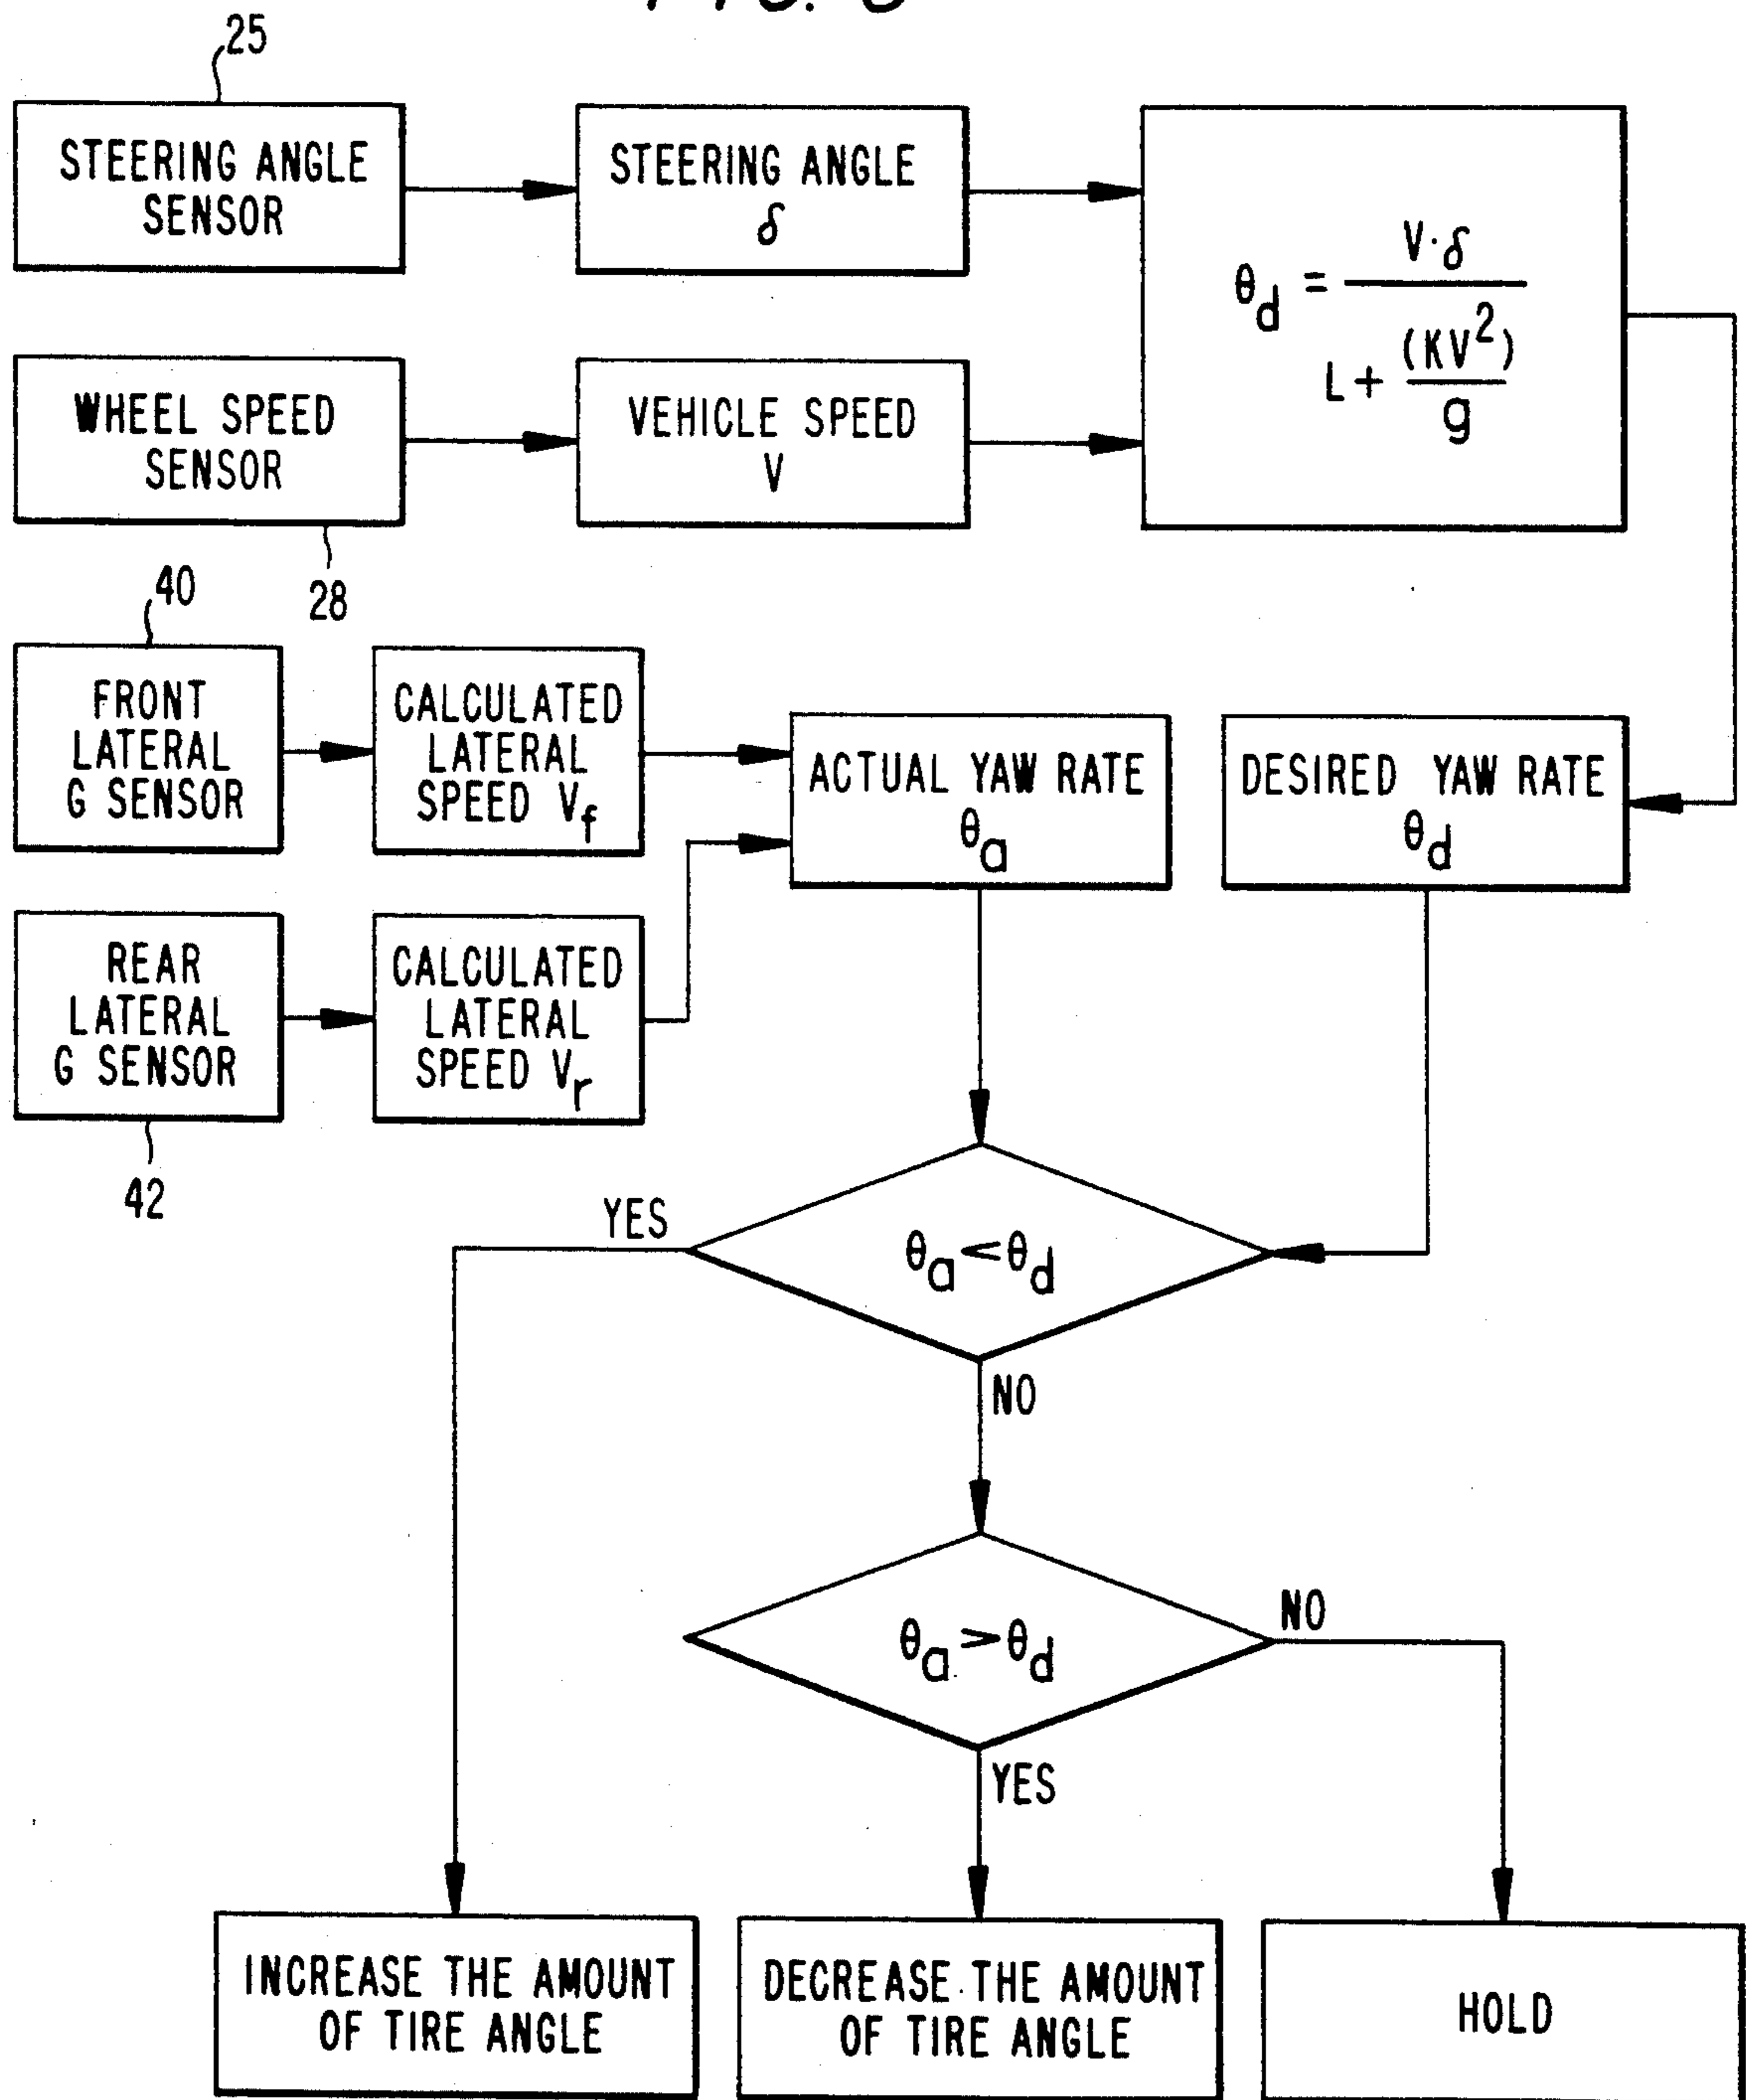 25
STEERING ANGLE
SENSOR
STEERING ANGLE
δ
θd = V·δ
L + (KV²)
g
WHEEL SPEED
SENSOR
VEHICLE SPEED
V
28
40
FRONT
LATERAL
G SENSOR
CALCULATED
LATERAL
SPEED Vf
ACTUAL YAW RATE
θa
DESIRED YAW RATE
θd
REAR
LATERAL
G SENSOR
CALCULATED
LATERAL
SPEED Vr
42
YES
θa<θd
NO
θa>θd
NO
YES
INCREASE THE AMOUNT
OF TIRE ANGLE
DECREASE THE AMOUNT
OF TIRE ANGLE
HOLD